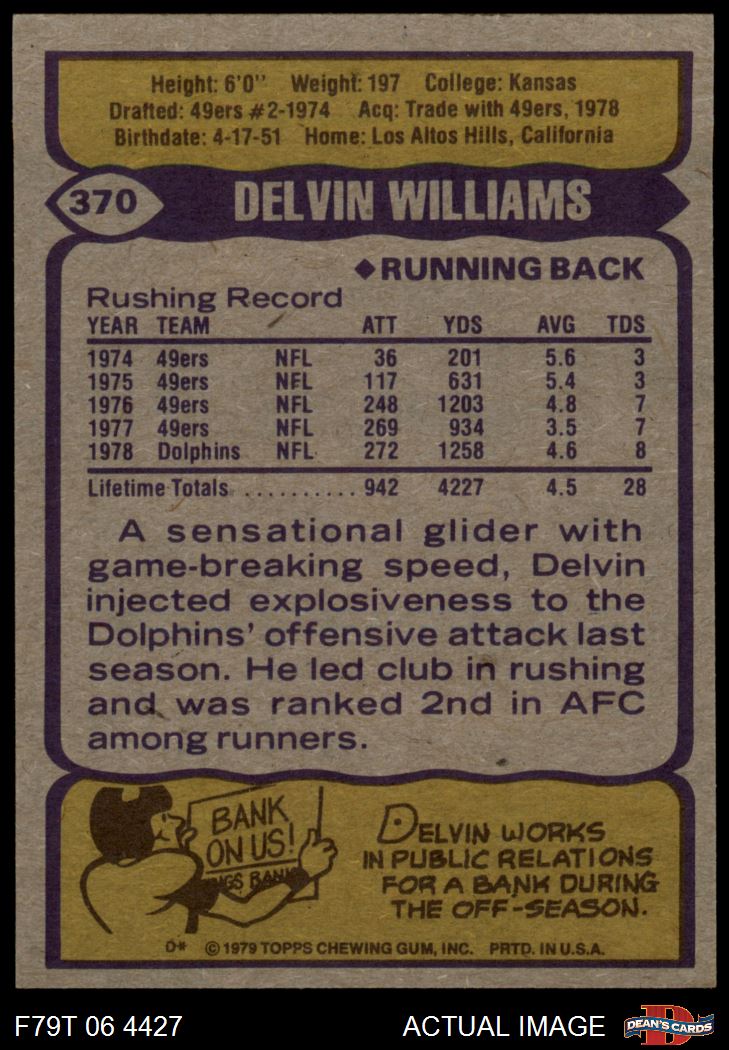 Height: 6'0" Weight: 197 College: Kansas
Drafted: 49ers #2-1974 Acq: Trade with 49ers, 1978
Birthdate: 4-17-51 Home: Los Altos Hills, California
370 DELVIN WILLIAMS
◆RUNNING BACK
Rushing Record
YEAR TEAM ATT YDS AVG TDS
1974 49ers NFL 36 201 5.6 3
1975 49ers NFL 117 631 5.4 3
1976 49ers NFL 248 1203 4.8 7
1977 49ers NFL 269 934 3.5 7
1978 Dolphins NFL 272 1258 4.6 8
Lifetime Totals .......... 942 4227 4.5 28
A sensational glider with
game-breaking speed, Delvin
injected explosiveness to the
Dolphins' offensive attack last
season. He led club in rushing
and was ranked 2nd in AFC
among runners.
BANK
ON US!
NGS BANK
DELVIN WORKS
IN PUBLIC RELATIONS
FOR A BANK DURING
THE OFF-SEASON.
D* © 1979 TOPPS CHEWING GUM, INC. PRTD. IN U.S.A.
F79T 06 4427 ACTUAL IMAGE D DEAN'S CARDS